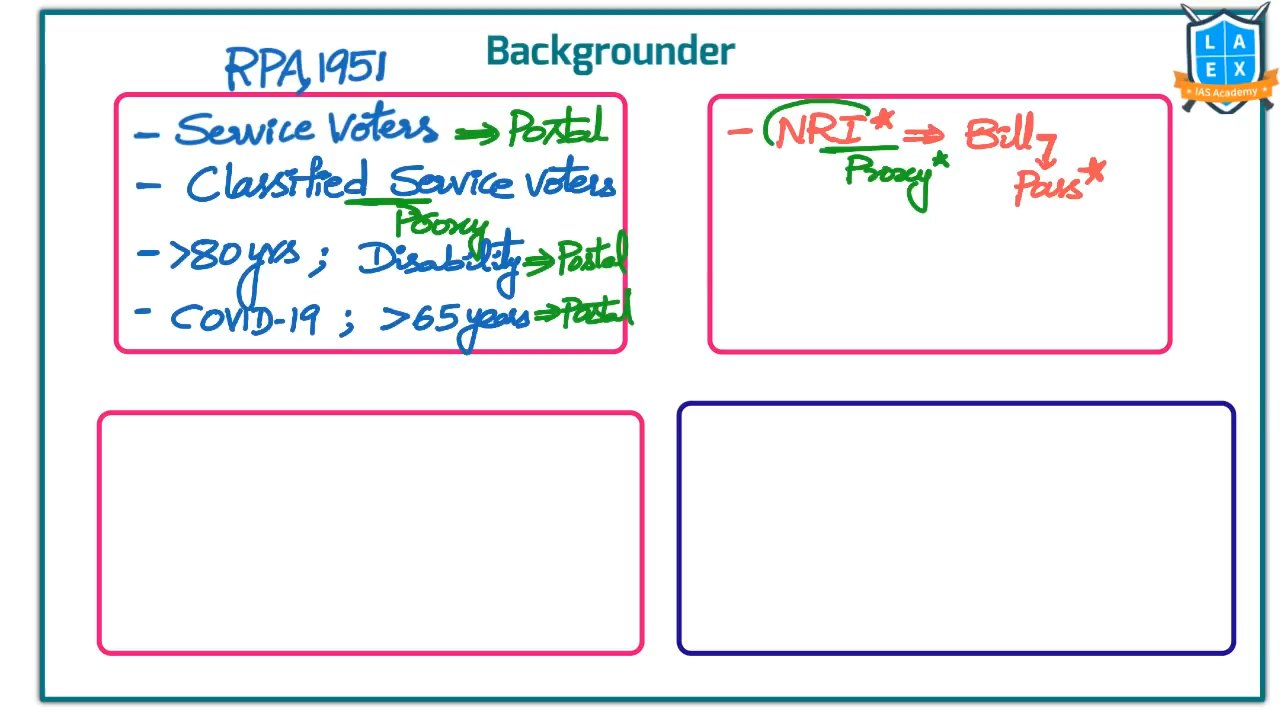 Backgrounder
RPA, 1951
- Service Voters ⇒ Postal
- Classified Service Voters
Proxy
- >80 yrs ; Disability ⇒ Postal
- COVID-19 ; >65 years ⇒ Postal
- (NRI* ⇒ Bill
Proxy*
Pass*
L A
E X
IAS Academy